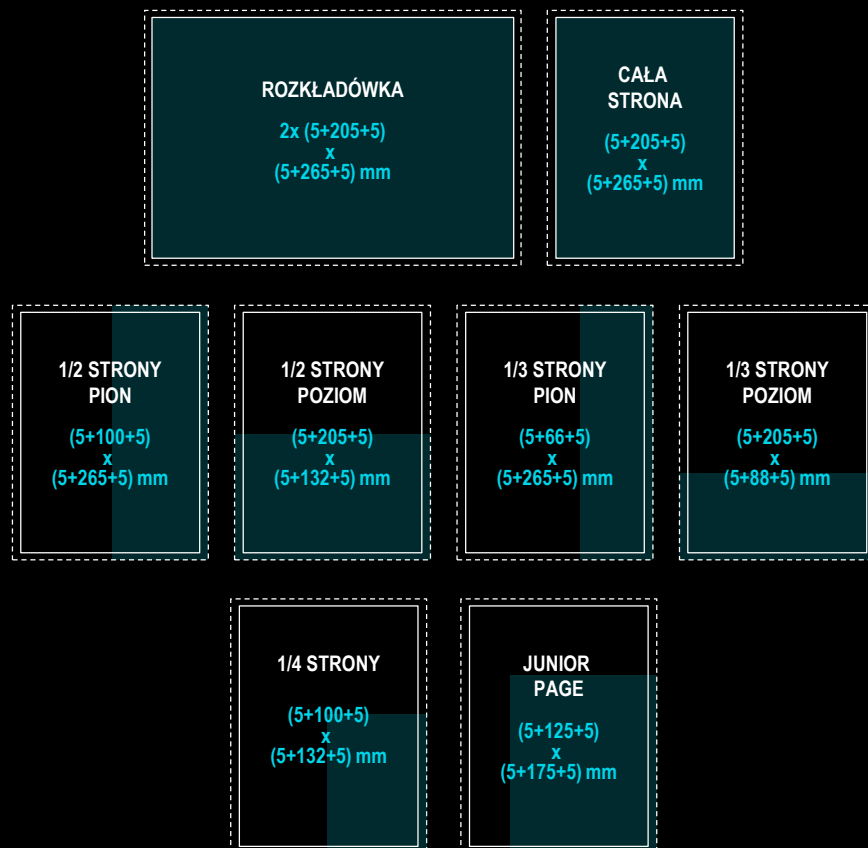 ROZKŁADÓWKA
2x (5+205+5)
x
(5+265+5) mm
CAŁA
STRONA
(5+205+5)
x
(5+265+5) mm
1/2 STRONY
PION
(5+100+5)
x
(5+265+5) mm
1/2 STRONY
POZIOM
(5+205+5)
x
(5+132+5) mm
1/3 STRONY
PION
(5+66+5)
x
(5+265+5) mm
1/3 STRONY
POZIOM
(5+205+5)
x
(5+88+5) mm
1/4 STRONY
(5+100+5)
x
(5+132+5) mm
JUNIOR
PAGE
(5+125+5)
x
(5+175+5) mm